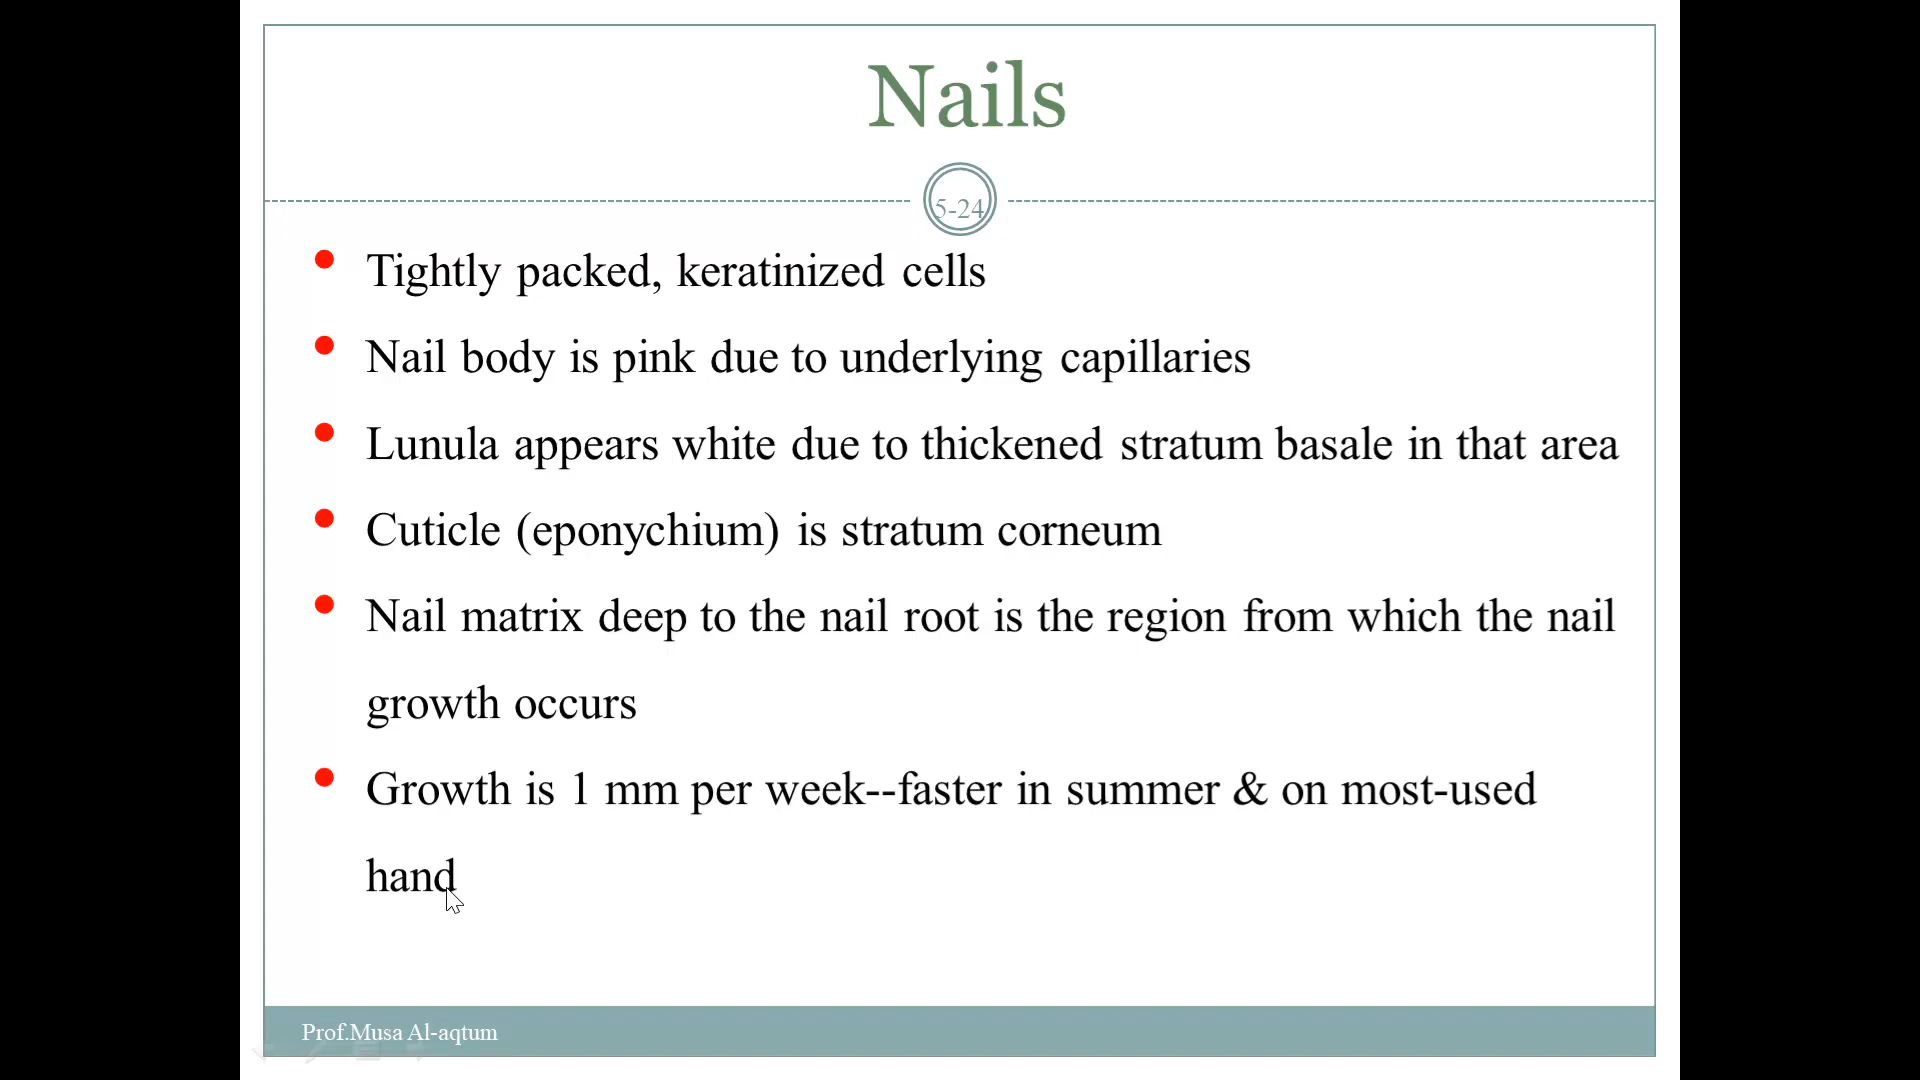 Nails
5-24
• Tightly packed, keratinized cells
• Nail body is pink due to underlying capillaries
• Lunula appears white due to thickened stratum basale in that area
• Cuticle (eponychium) is stratum corneum
• Nail matrix deep to the nail root is the region from which the nail
growth occurs
• Growth is 1 mm per week--faster in summer & on most-used
hand
Prof.Musa Al-aqtum